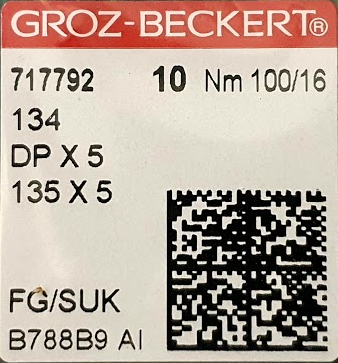 GROZ-BECKERT®
717792 10 Nm 100/16
134
DP X 5
135 X 5
FG/SUK
B788B9 AI